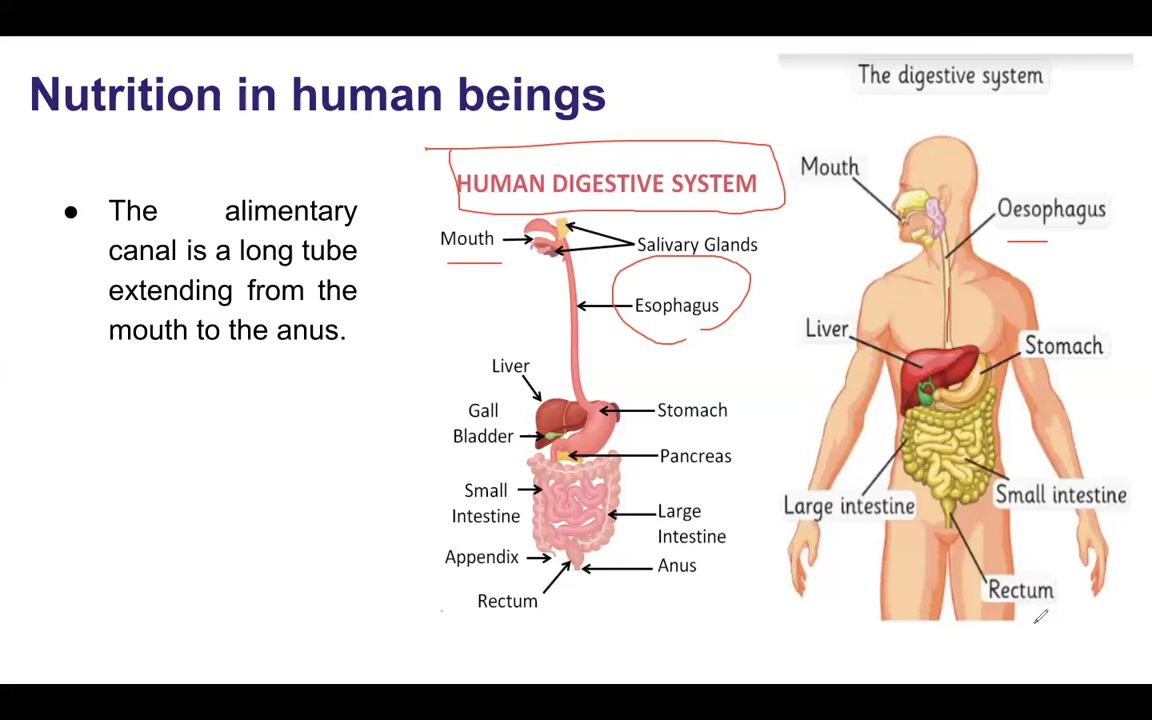 Nutrition in human beings
● The alimentary
canal is a long tube
extending from the
mouth to the anus.
HUMAN DIGESTIVE SYSTEM
Mouth
Salivary Glands
Esophagus
Liver
Gall
Bladder
Stomach
Pancreas
Small
Intestine
Large
Intestine
Appendix
Anus
Rectum
The digestive system
Mouth
Oesophagus
Liver
Stomach
Large intestine
Small intestine
Rectum